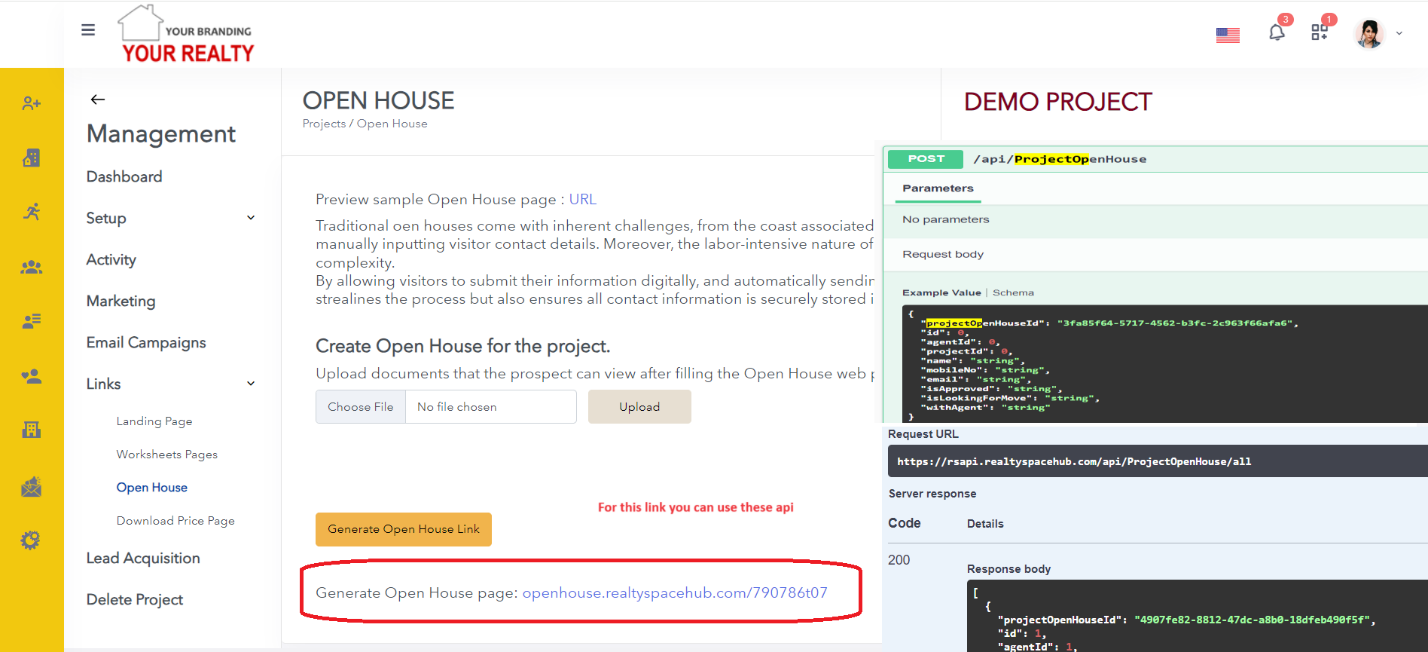 YOUR BRANDING
YOUR REALTY
3
1
Management
Dashboard
Setup
Activity
Marketing
Email Campaigns
Links
Landing Page
Worksheets Pages
Open House
Download Price Page
Lead Acquisition
Delete Project
OPEN HOUSE
Projects / Open House
DEMO PROJECT
Preview sample Open House page : URL
Traditional oen houses come with inherent challenges, from the coast associated
manually inputting visitor contact details. Moreover, the labor-intensive nature of
complexity.
By allowing visitors to submit their information digitally, and automatically sendin
strealines the process but also ensures all contact information is securely stored i
Create Open House for the project.
Upload documents that the prospect can view after filling the Open House web p
Choose File No file chosen Upload
For this link you can use these api
Generate Open House Link
Generate Open House page: openhouse.realtyspacehub.com/790786t07
POST /api/ProjectOpenHouse
Parameters
No parameters
Request body
Example Value | Schema
{
"projectOpenHouseId": "3fa85f64-5717-4562-b3fc-2c963f66afa6",
"id": 0,
"agentId": 0,
"projectId": 0,
"name": "string",
"mobileNo": "string",
"email": "string",
"isApproved": "string",
"isLookingForMove": "string",
"withAgent": "string"
}
Request URL
https://rsapi.realtyspacehub.com/api/ProjectOpenHouse/all
Server response
Code Details
200
Response body
[
{
"projectOpenHouseId": "4907fe82-8812-47dc-a8b0-18dfeb490f5f",
"id": 1,
"agentId": 1,